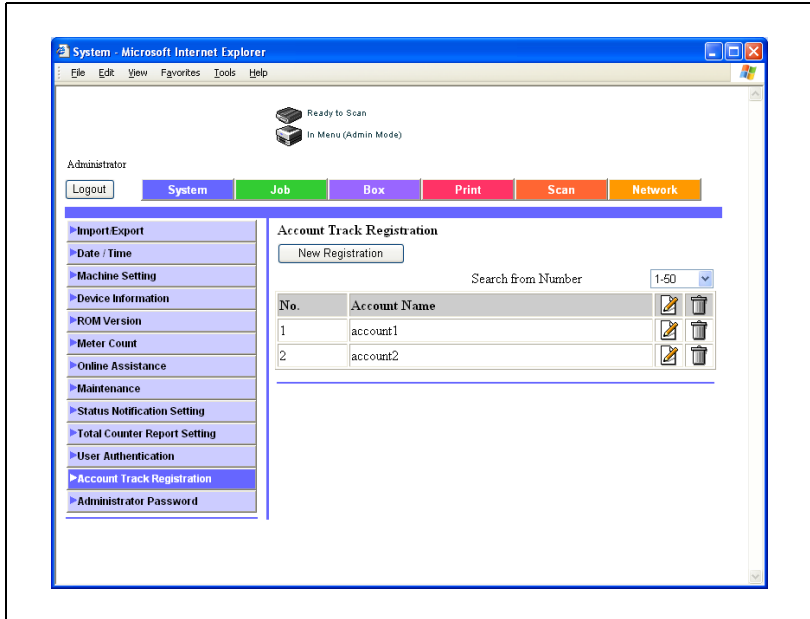 System - Microsoft Internet Explorer
File Edit View Favorites Tools Help
Ready to Scan
In Menu (Admin Mode)
Administrator
Logout System Job Box Print Scan Network
Import/Export
Date / Time
Machine Setting
Device Information
ROM Version
Meter Count
Online Assistance
Maintenance
Status Notification Setting
Total Counter Report Setting
User Authentication
Account Track Registration
Administrator Password
Account Track Registration
New Registration
Search from Number 1-50
No. Account Name
1 account1
2 account2